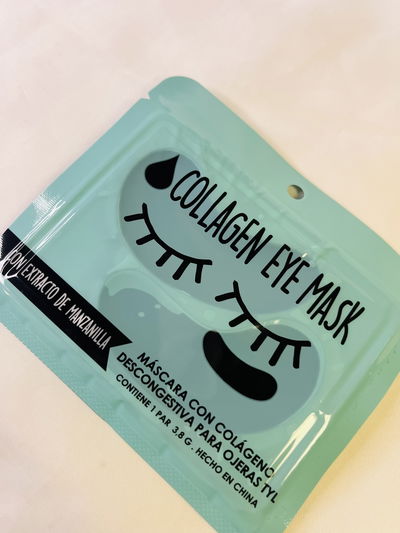 COLLAGEN EYE MASK
CON EXTRACTO DE MANZANILLA
MÁSCARA CON COLÁGENO
DESCONGESTIVA PARA OJERAS TYL
CONTIENE 1 PAR 3,8 G . HECHO EN CHINA